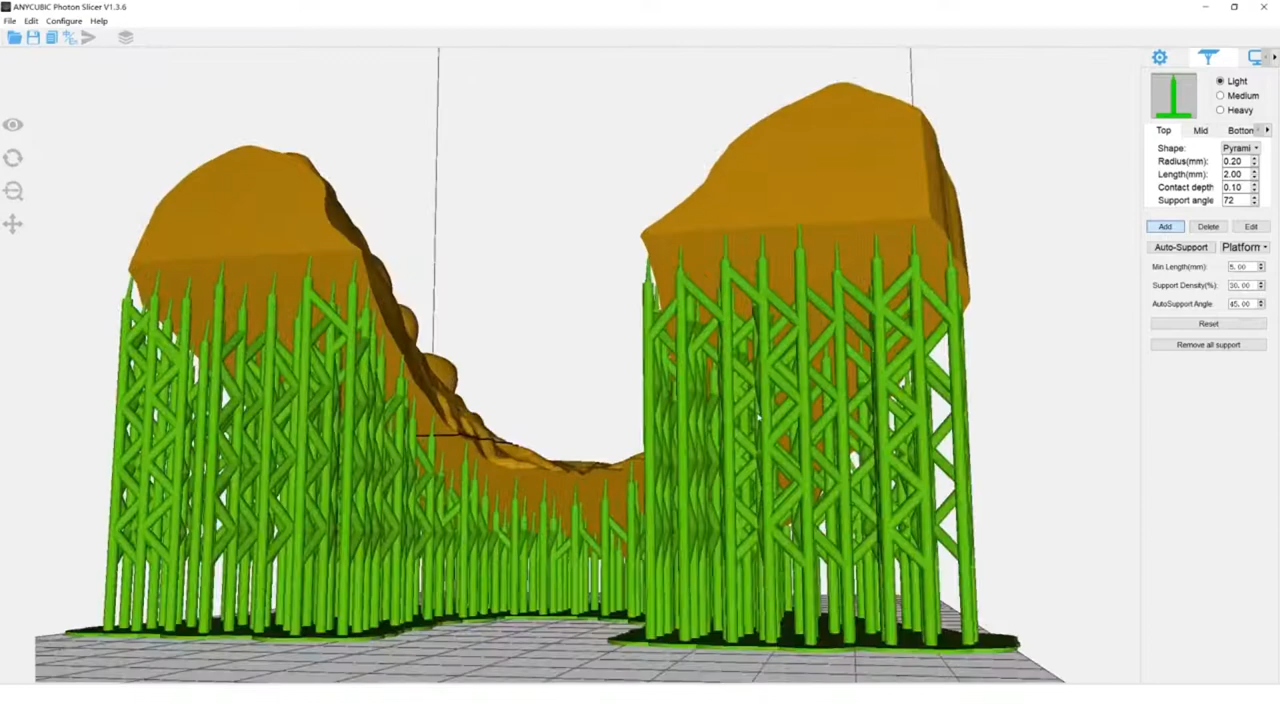 ANYCUBIC Photon Slicer V1.3.6
File Edit Configure Help
Light
Medium
Heavy
Top Mid Botton
Shape: Pyrami
Radius(mm): 0.20
Length(mm): 2.00
Contact depth 0.10
Support angle 72
Add Delete Edit
Auto-Support Platform
Min Length(mm): 5.00
Support Density(%): 30.00
AutoSupport Angle: 45.00
Reset
Remove all support